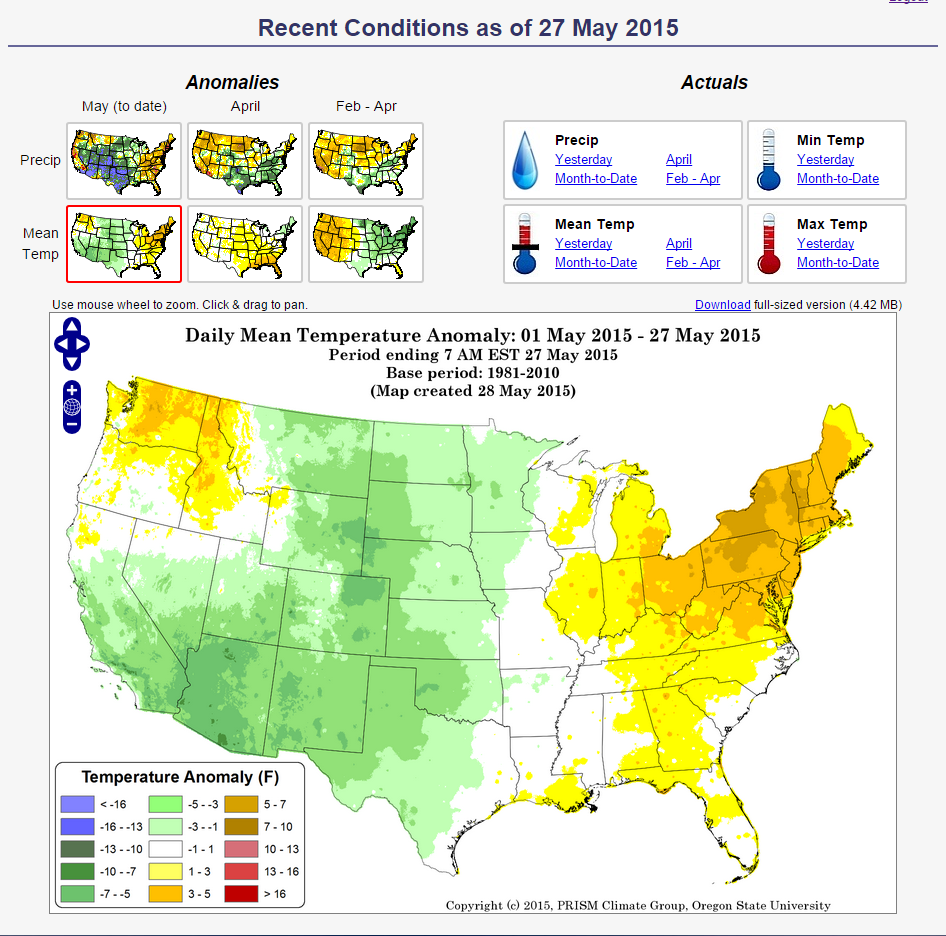 Logout
Recent Conditions as of 27 May 2015
Anomalies
Actuals
May (to date) April Feb - Apr
Precip
Mean
Temp
Precip
Yesterday April
Month-to-Date Feb - Apr
Min Temp
Yesterday
Month-to-Date
Mean Temp
Yesterday April
Month-to-Date Feb - Apr
Max Temp
Yesterday
Month-to-Date
Use mouse wheel to zoom. Click & drag to pan.
Download full-sized version (4.42 MB)
Daily Mean Temperature Anomaly: 01 May 2015 - 27 May 2015
Period ending 7 AM EST 27 May 2015
Base period: 1981-2010
(Map created 28 May 2015)
Temperature Anomaly (F)
< -16 -5 - -3 5 - 7
-16 - -13 -3 - -1 7 - 10
-13 - -10 -1 - 1 10 - 13
-10 - -7 1 - 3 13 - 16
-7 - -5 3 - 5 > 16
Copyright (c) 2015, PRISM Climate Group, Oregon State University